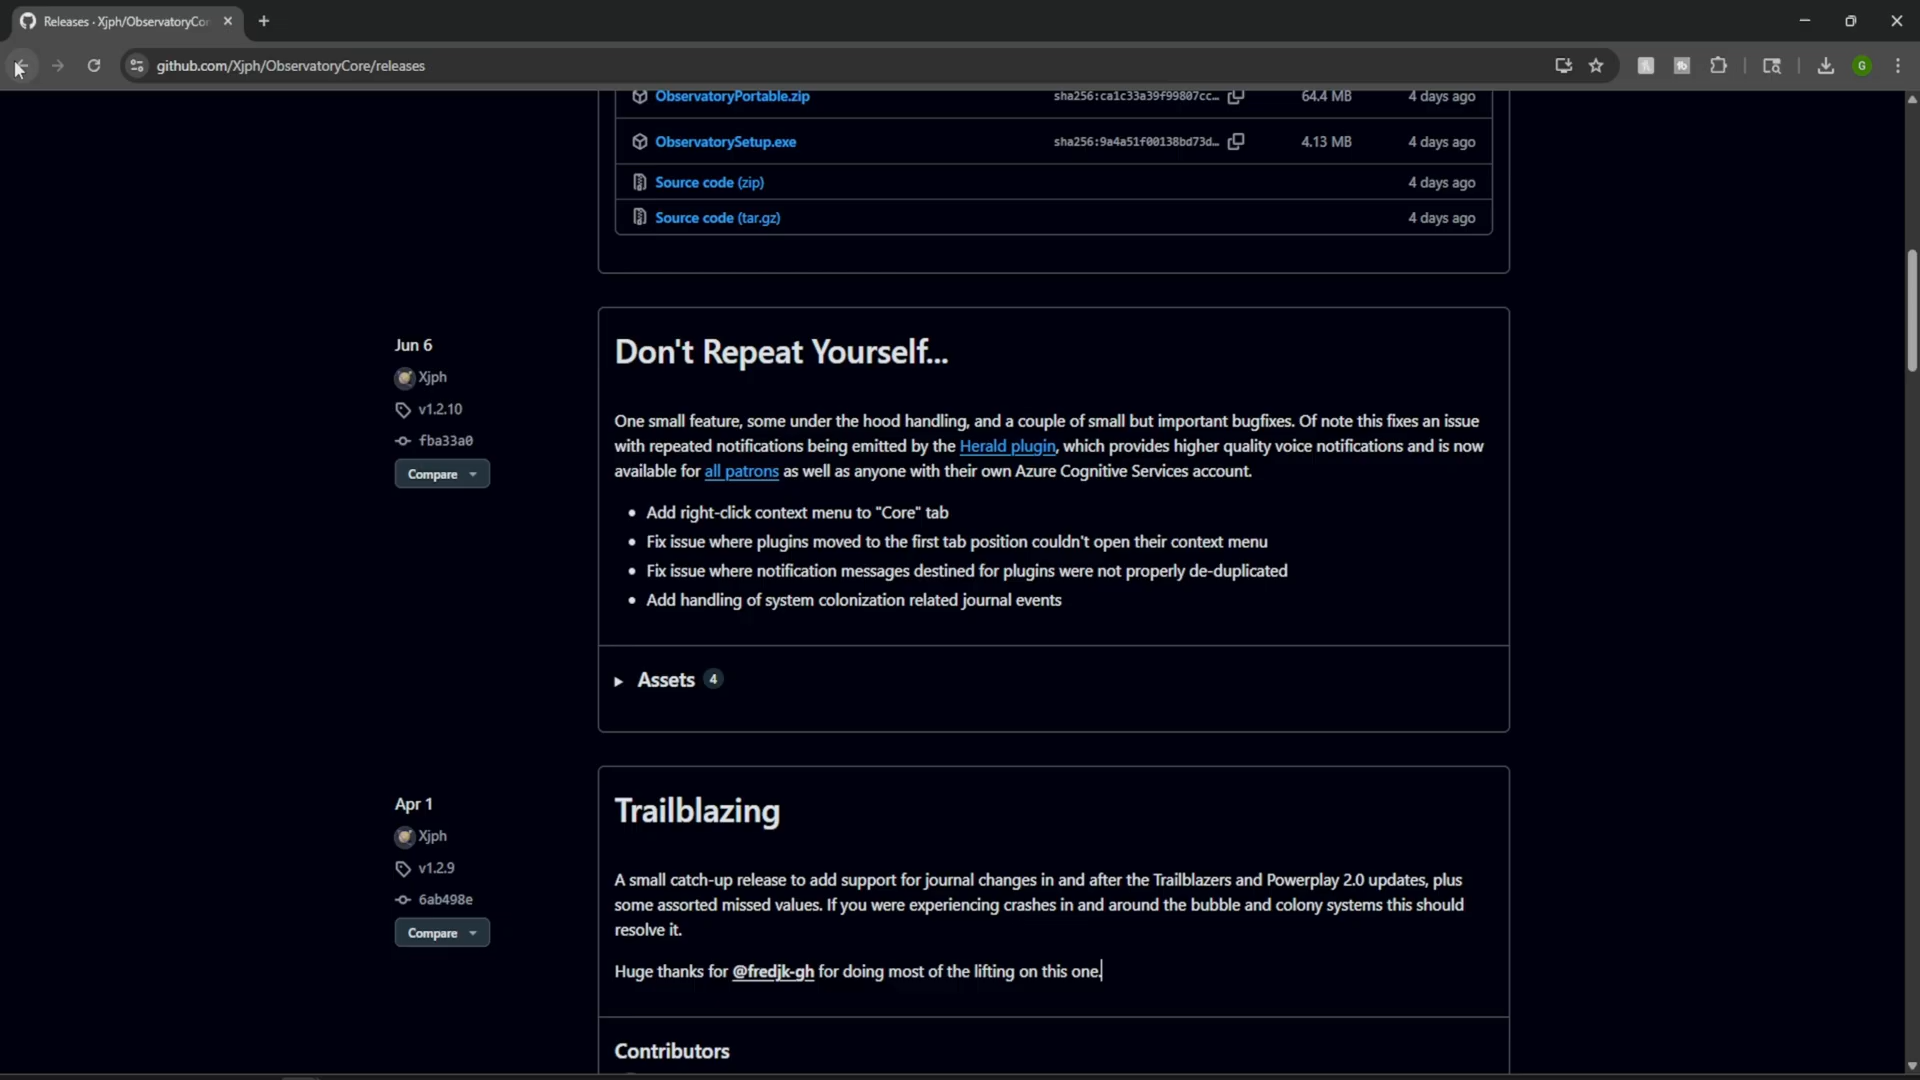 Releases · Xjph/ObservatoryCor
github.com/Xjph/ObservatoryCore/releases
G
ObservatoryPortable.zip sha256:ca1c33a39f99807cc... 64.4 MB 4 days ago
ObservatorySetup.exe sha256:9a4a51f00138bd73d... 4.13 MB 4 days ago
Source code (zip) 4 days ago
Source code (tar.gz) 4 days ago
Jun 6
Xjph
v1.2.10
fba33a0
Compare
Don't Repeat Yourself...
One small feature, some under the hood handling, and a couple of small but important bugfixes. Of note this fixes an issue
with repeated notifications being emitted by the Herald plugin, which provides higher quality voice notifications and is now
available for all patrons as well as anyone with their own Azure Cognitive Services account.
• Add right-click context menu to "Core" tab
• Fix issue where plugins moved to the first tab position couldn't open their context menu
• Fix issue where notification messages destined for plugins were not properly de-duplicated
• Add handling of system colonization related journal events
Assets 4
Apr 1
Xjph
v1.2.9
6ab498e
Compare
Trailblazing
A small catch-up release to add support for journal changes in and after the Trailblazers and Powerplay 2.0 updates, plus
some assorted missed values. If you were experiencing crashes in and around the bubble and colony systems this should
resolve it.
Huge thanks for @fredjk-gh for doing most of the lifting on this one.
Contributors